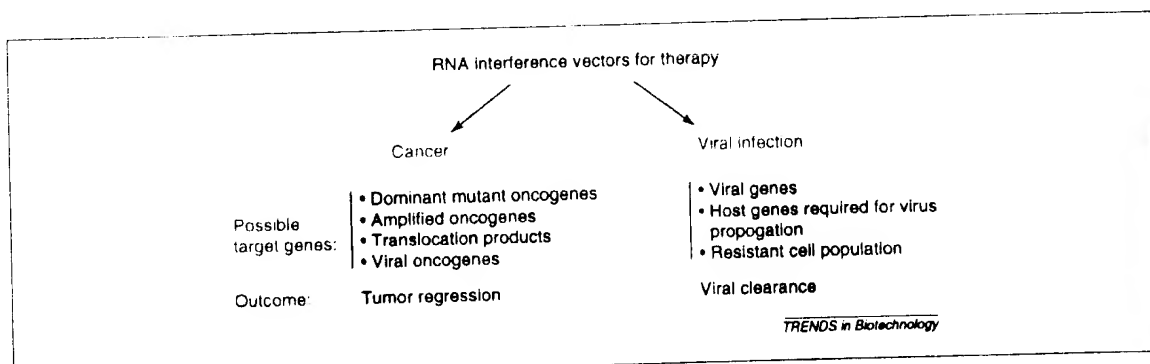 RNA interference vectors for therapy
Cancer
Viral infection
Possible
target genes:
• Dominant mutant oncogenes
• Amplified oncogenes
• Translocation products
• Viral oncogenes
• Viral genes
• Host genes required for virus
propogation
• Resistant cell population
Outcome:
Tumor regression
Viral clearance
TRENDS in Biotechnology